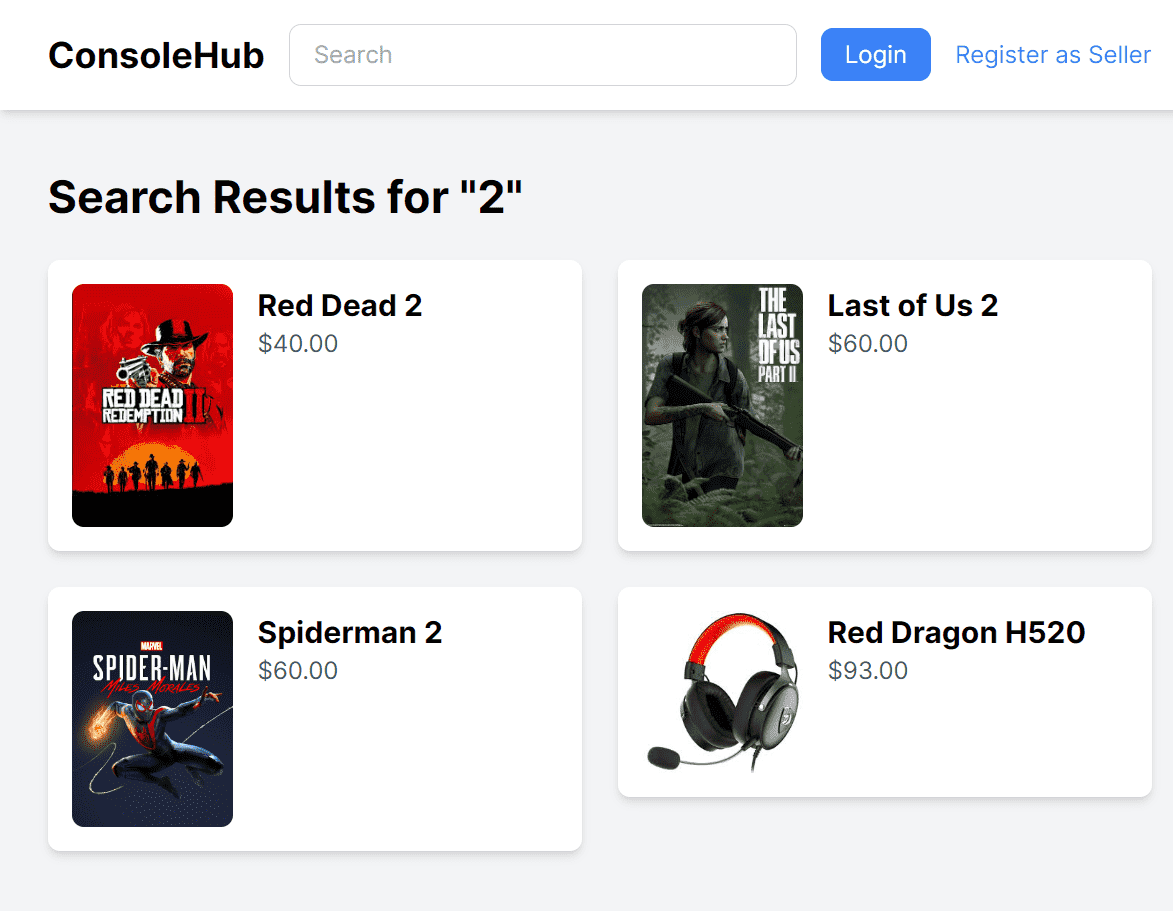 ConsoleHub
Search
Login
Register as Seller
Search Results for "2"
RED DEAD
REDEMPTION II
Red Dead 2
$40.00
THE
LAST
OF US
PART II
Last of Us 2
$60.00
MARVEL
SPIDER-MAN
MILES MORALES
Spiderman 2
$60.00
Red Dragon H520
$93.00